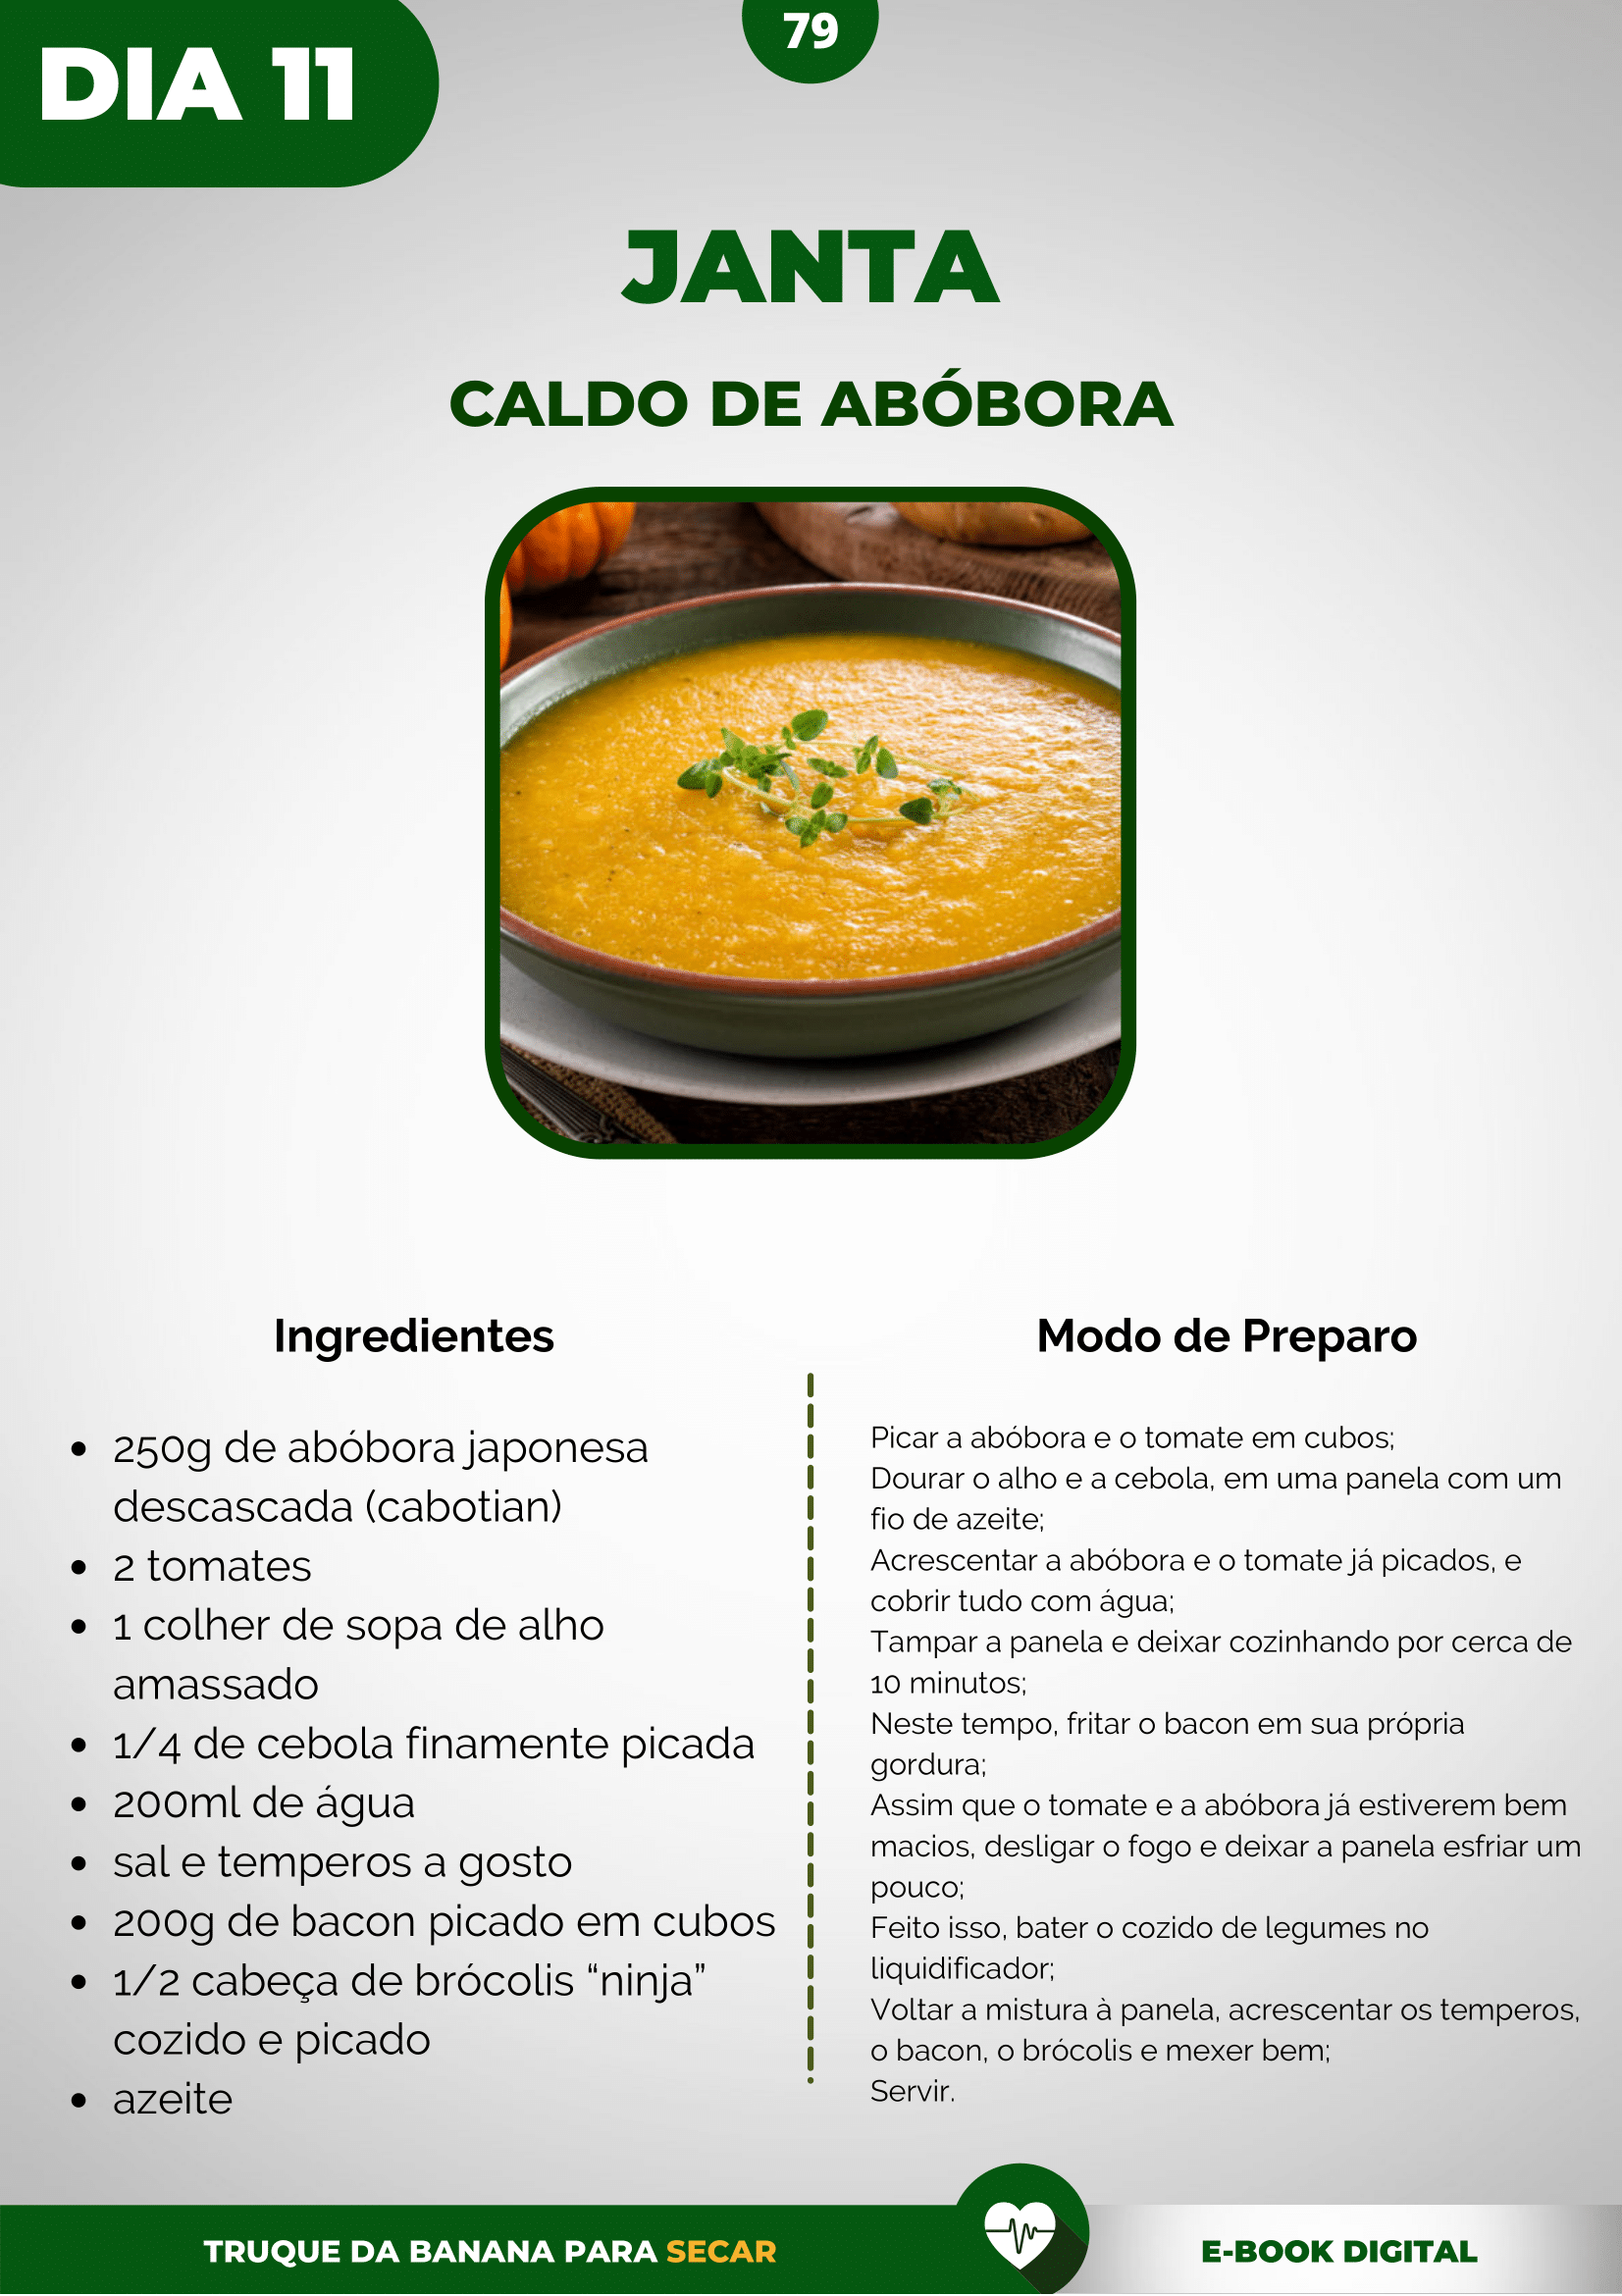 DIA 11
79
JANTA
CALDO DE ABÓBORA
Ingredientes
• 250g de abóbora japonesa
descascada (cabotian)
• 2 tomates
• 1 colher de sopa de alho
amassado
• 1/4 de cebola finamente picada
• 200ml de água
• sal e temperos a gosto
• 200g de bacon picado em cubos
• 1/2 cabeça de brócolis “ninja”
cozido e picado
• azeite
Modo de Preparo
Picar a abóbora e o tomate em cubos;
Dourar o alho e a cebola, em uma panela com um
fio de azeite;
Acrescentar a abóbora e o tomate já picados, e
cobrir tudo com água;
Tampar a panela e deixar cozinhando por cerca de
10 minutos;
Neste tempo, fritar o bacon em sua própria
gordura;
Assim que o tomate e a abóbora já estiverem bem
macios, desligar o fogo e deixar a panela esfriar um
pouco;
Feito isso, bater o cozido de legumes no
liquidificador;
Voltar a mistura à panela, acrescentar os temperos,
o bacon, o brócolis e mexer bem;
Servir.
TRUQUE DA BANANA PARA SECAR
E-BOOK DIGITAL